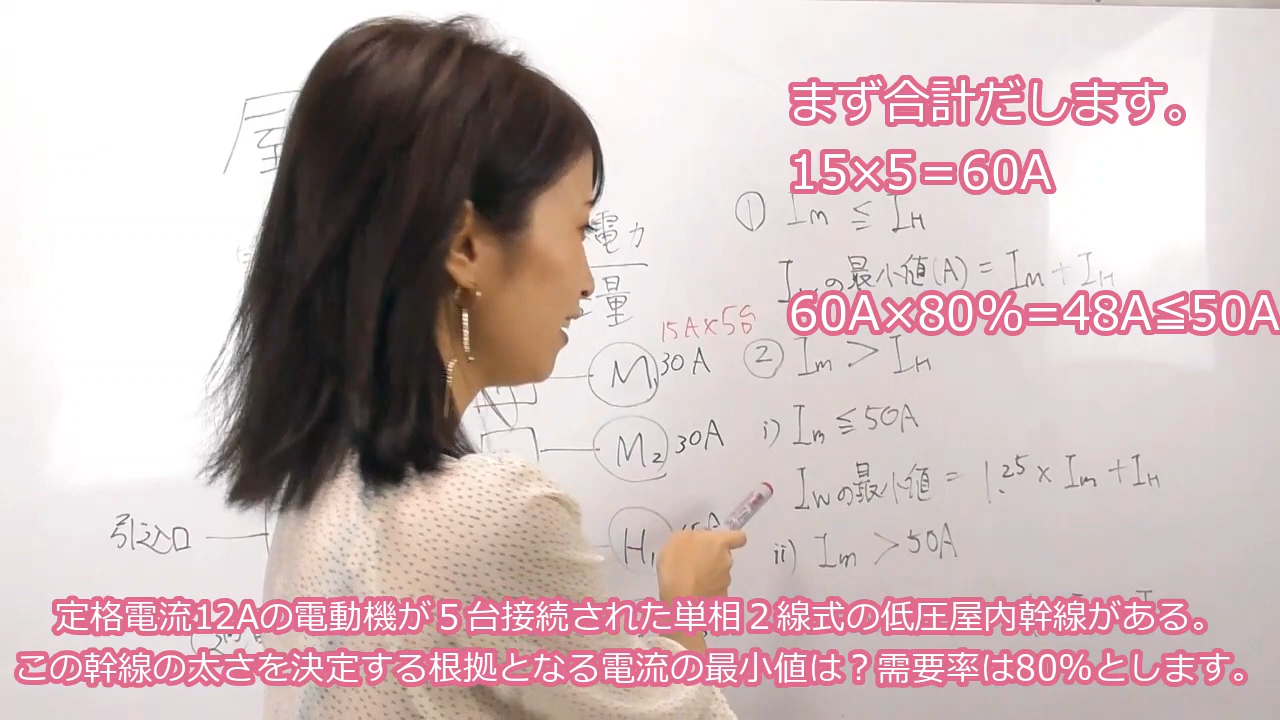 まず合計だします。
15×5＝60A
60A×80%=48A≦50A
屋
電力
量
① Im ≦ IH
Iwの最小値(A) = Im + IH
15A×5台
M1 30A
② Im > IH
M2 30A
i) Im ≦ 50A
Iwの最小値 = 1.25 × Im + IH
引込口
H1
ii) Im > 50A
定格電流12Aの電動機が５台接続された単相２線式の低圧屋内幹線がある。
この幹線の太さを決定する根拠となる電流の最小値は？需要率は80%とします。